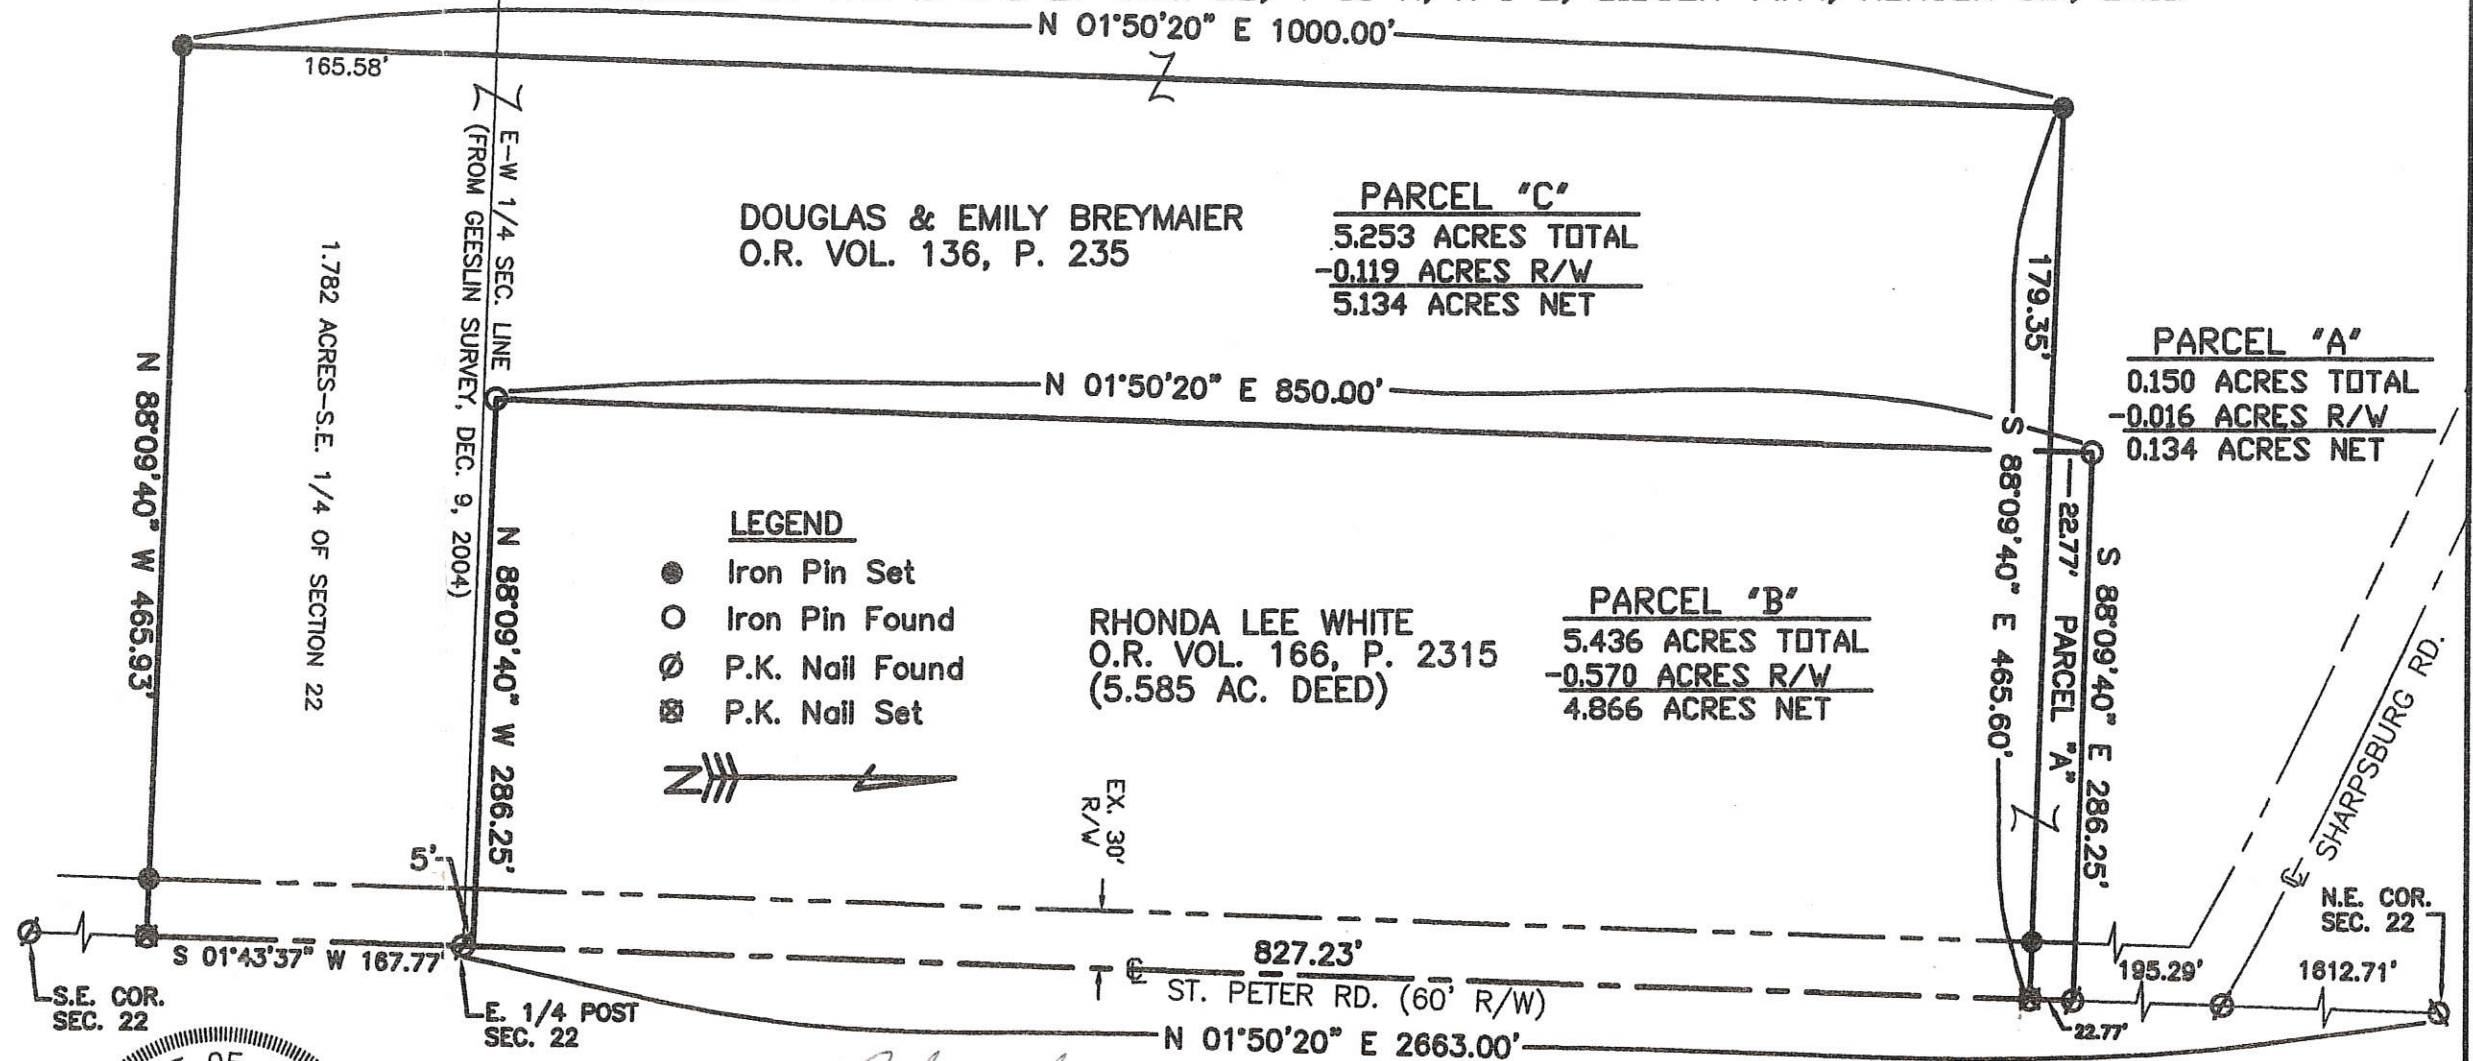 N 01°50'20" E 1000.00'
165.58'
E-W 1/4 SEC. LINE
(FROM GEESLIN SURVEY, DEC. 9, 2004)
DOUGLAS & EMILY BREYMAIER
O.R. VOL. 136, P. 235
PARCEL "C"
5.253 ACRES TOTAL
-0.119 ACRES R/W
5.134 ACRES NET
179.35'
PARCEL "A"
0.150 ACRES TOTAL
-0.016 ACRES R/W
0.134 ACRES NET
1.782 ACRES-S.E. 1/4 OF SECTION 22
N 88°09'40" W 465.93'
N 01°50'20" E 850.00'
S 88°09'40" E 465.60'
22.77'
PARCEL "A"
S 88°09'40" E 286.25'
N 88°09'40" W 286.25'
LEGEND
Iron Pin Set
Iron Pin Found
P.K. Nail Found
P.K. Nail Set
N
RHONDA LEE WHITE
O.R. VOL. 166, P. 2315
(5.585 AC. DEED)
PARCEL "B"
5.436 ACRES TOTAL
-0.570 ACRES R/W
4.866 ACRES NET
EX. 30'
R/W
SHARPSBURG RD.
5'
N.E. COR.
SEC. 22
S 01°43'37" W 167.77'
827.23'
195.29'
1612.71'
ST. PETER RD. (60' R/W)
S.E. COR.
SEC. 22
E. 1/4 POST
SEC. 22
22.77'
N 01°50'20" E 2663.00'
OF